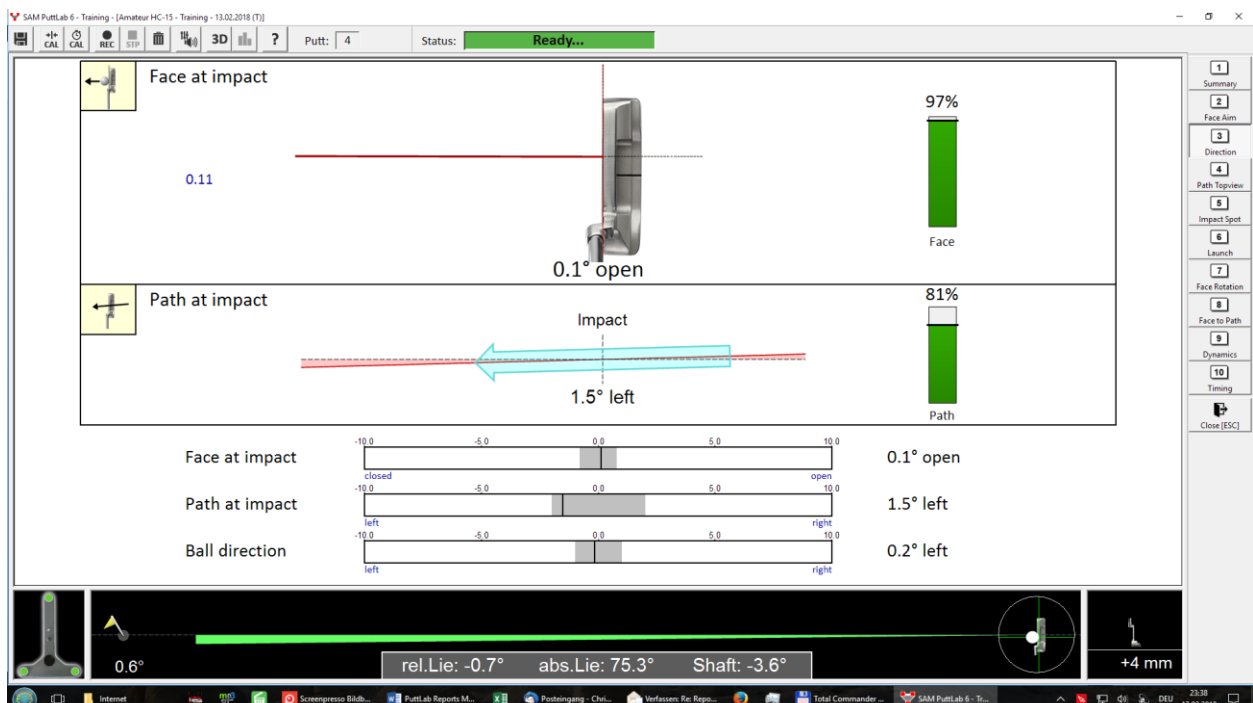 SAM PuttLab 6 - Training - [Amateur HC-15 - Training - 13.02.2018 (T)]
CAL CAL REC STP 3D ? Putt: 4 Status: Ready...
Face at impact
97%
0.11
Face
0.1° open
Path at impact
81%
Impact
1.5° left
Path
-10.0 -5,0 0,0 5,0 10.0
Face at impact
0.1° open
closed open
-10.0 -5,0 0,0 5,0 10.0
Path at impact
1.5° left
left right
-10.0 -5,0 0,0 5,0 10.0
Ball direction
0.2° left
left right
1
Summary
2
Face Aim
3
Direction
4
Path Topview
5
Impact Spot
6
Launch
7
Face Rotation
8
Face to Path
9
Dynamics
10
Timing
Close [ESC]
0.6°
rel.Lie: -0.7° abs.Lie: 75.3° Shaft: -3.6°
+4 mm
Internet mp3 Screenpresso Bildb... PuttLab Reports M... Posteingang - Chri... Verfassen: Re: Repo... Total Commander ... SAM PuttLab 6 - Tr... DEU 23:38